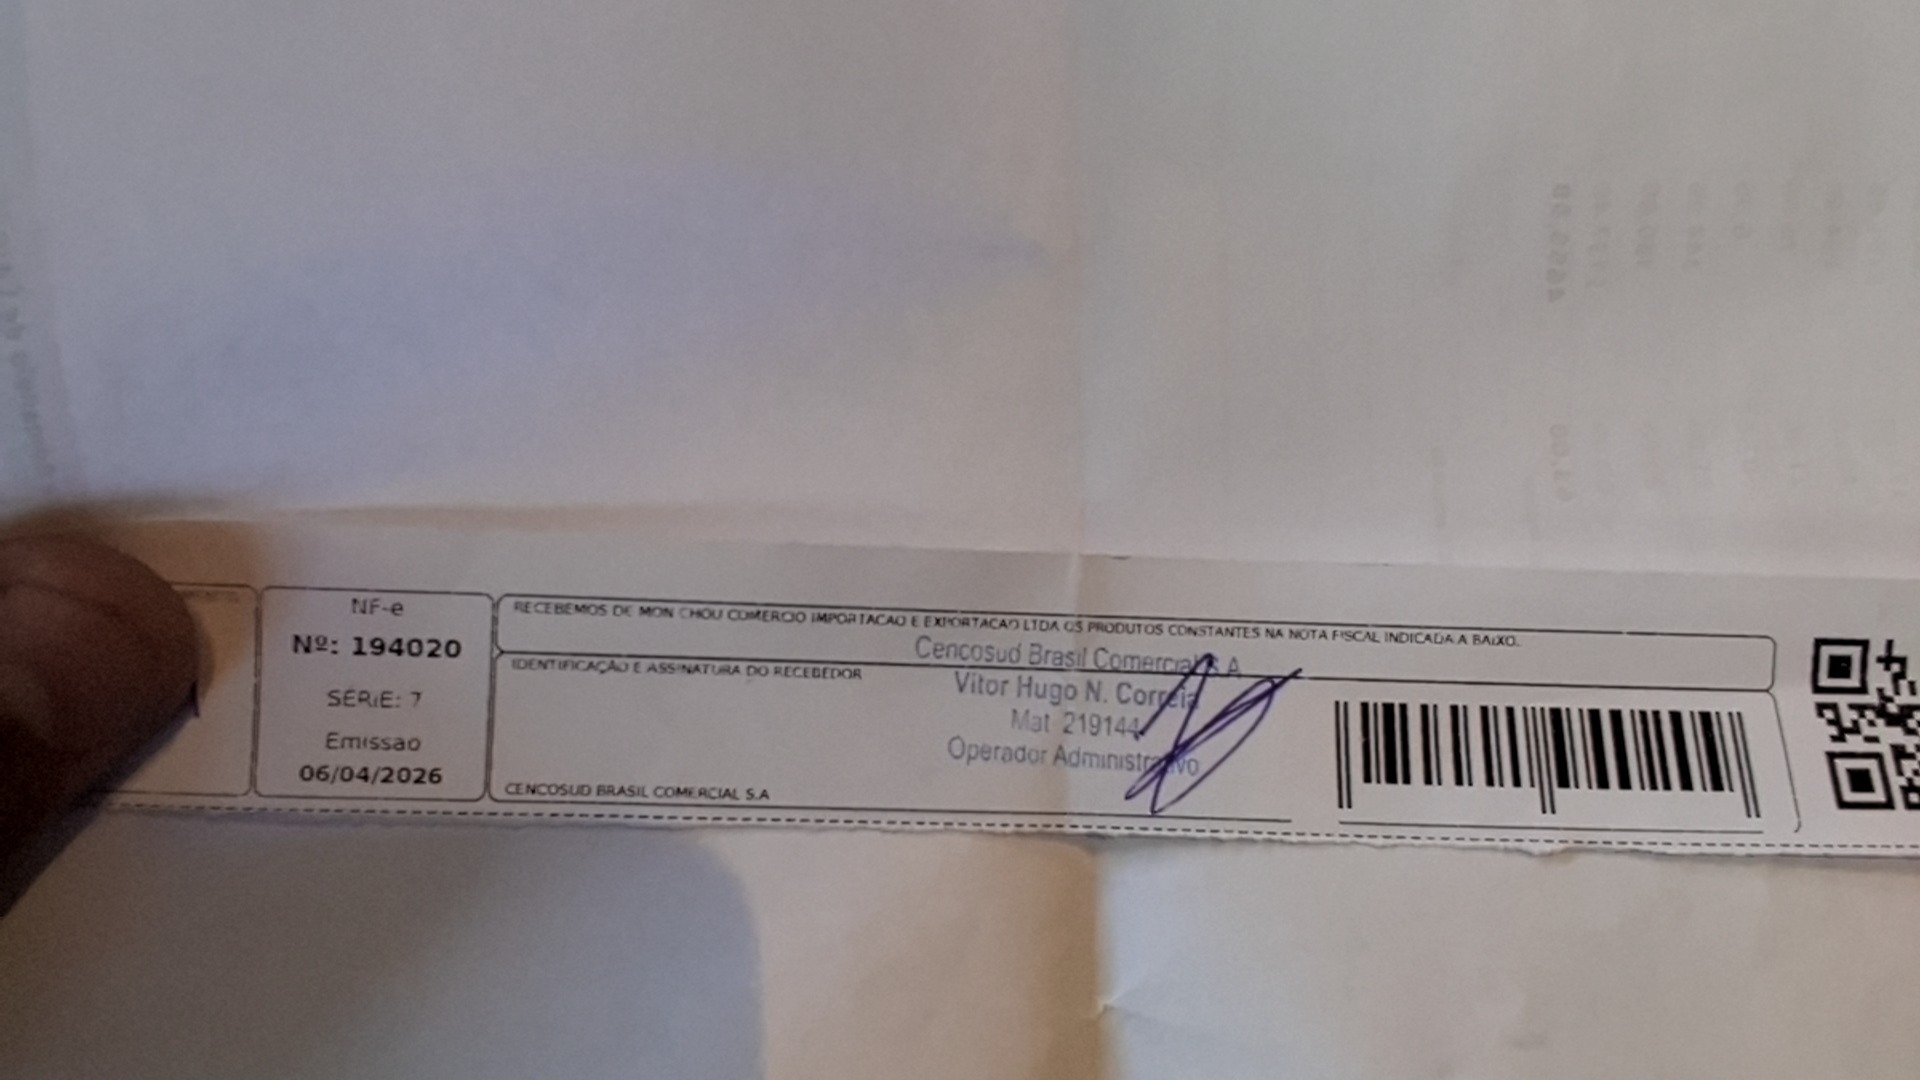 NF-e
Nº: 194020
SÉRIE: 7
Emissao
06/04/2026
RECEBEMOS DE MON CHOU COMERCIO IMPORTACAO E EXPORTACAO LTDA OS PRODUTOS CONSTANTES NA NOTA FISCAL INDICADA A BAIXO.
IDENTIFICAÇÃO E ASSINATURA DO RECEBEDOR
Cencosud Brasil Comercial S.A
Vitor Hugo N. Correia
Mat 219144
Operador Administrativo
CENCOSUD BRASIL COMERCIAL S.A